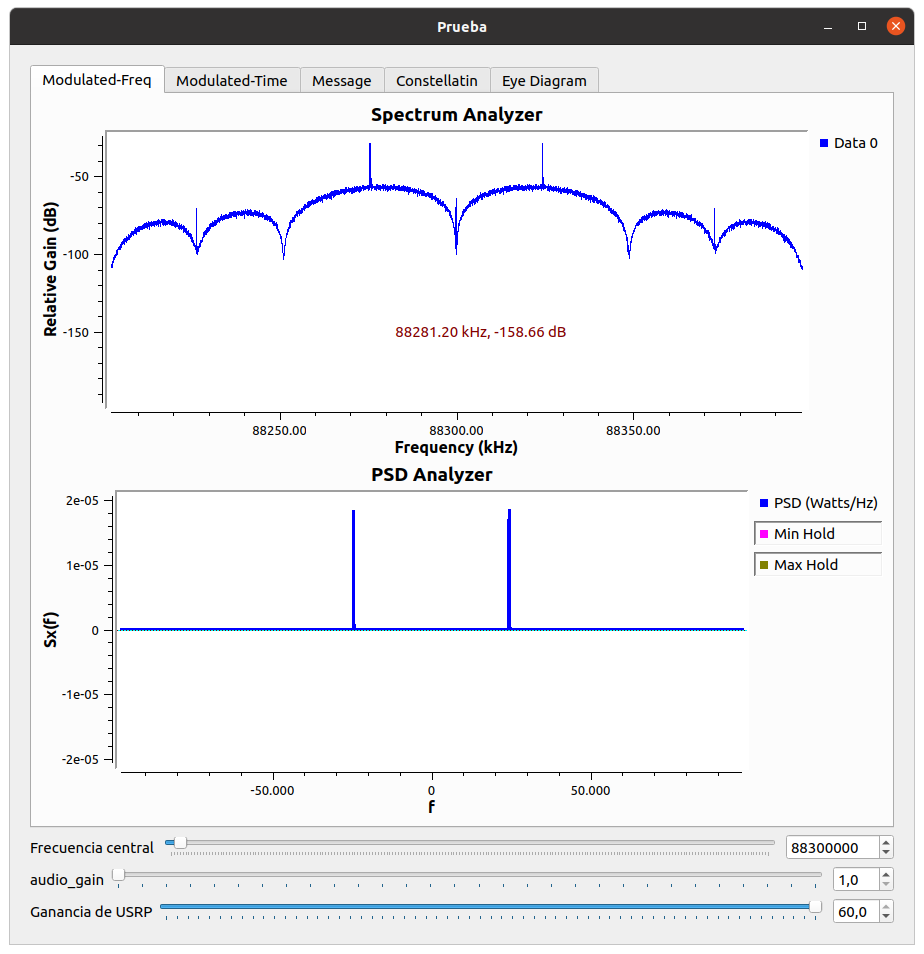 Prueba
Modulated-Freq Modulated-Time Message Constellatin Eye Diagram
Spectrum Analyzer
Data 0
-50
-100
-150
Relative Gain (dB)
88281.20 kHz, -158.66 dB
88250.00 88300.00 88350.00
Frequency (kHz)
PSD Analyzer
2e-05
1e-05
0
-1e-05
-2e-05
Sx(f)
PSD (Watts/Hz)
Min Hold
Max Hold
-50.000 0 50.000
f
Frecuencia central 88300000
audio_gain 1,0
Ganancia de USRP 60,0